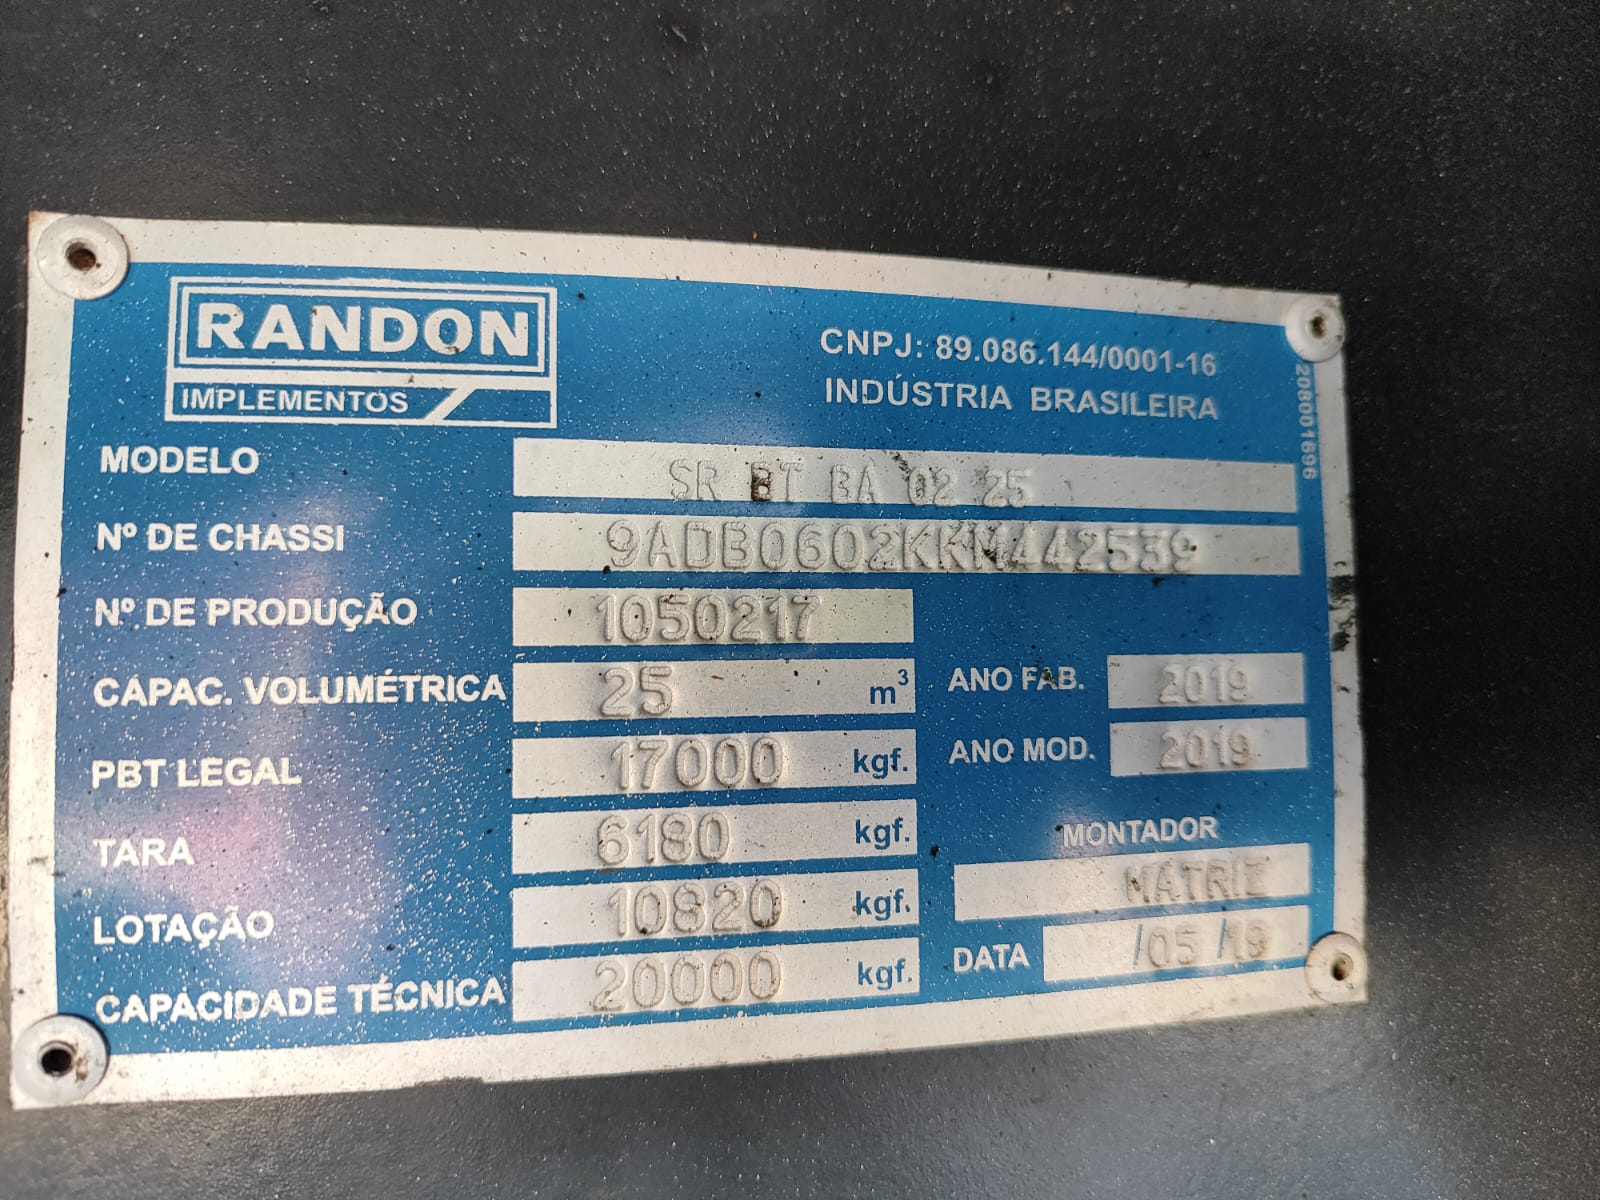 RANDON
IMPLEMENTOS
CNPJ: 89.086.144/0001-16
INDÚSTRIA BRASILEIRA
2080001696
MODELO SR BT BA 02 25
Nº DE CHASSI 9ADB0602KKM442539
Nº DE PRODUÇÃO 1050217
CAPAC. VOLUMÉTRICA 25 m³
ANO FAB. 2019
PBT LEGAL 17000 kgf.
ANO MOD. 2019
TARA 6180 kgf.
MONTADOR
MATRIZ
LOTAÇÃO 10820 kgf.
CAPACIDADE TÉCNICA 20000 kgf.
DATA /05 /19